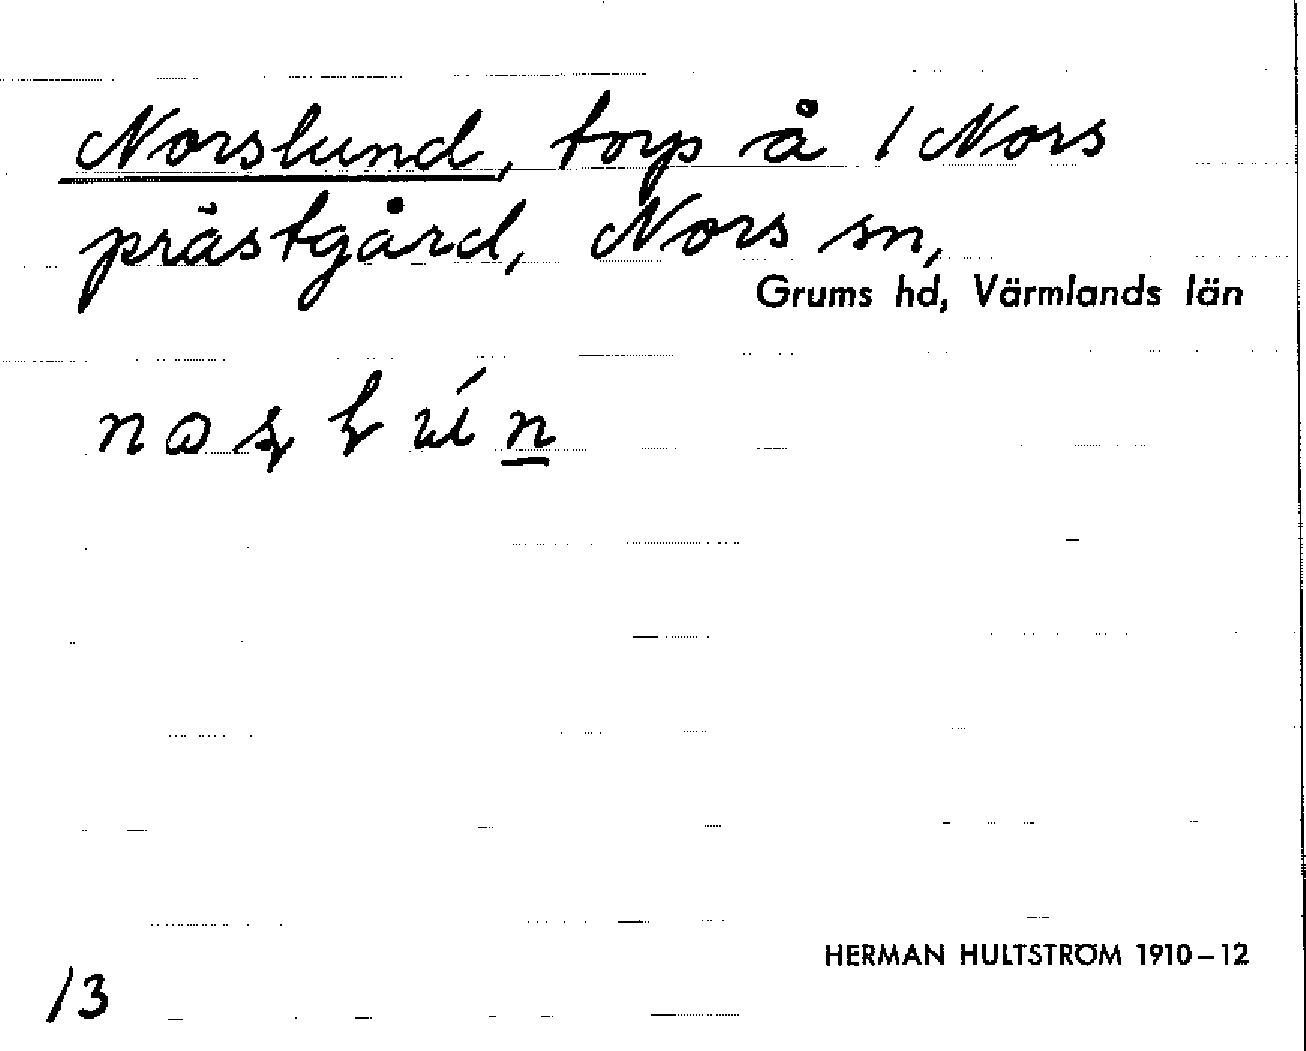 Norslund, torp å 1 Nors
prästgård, Nors sn,
Grums hd, Värmlands län
HERMAN HULTSTRÖM 1910–12
13